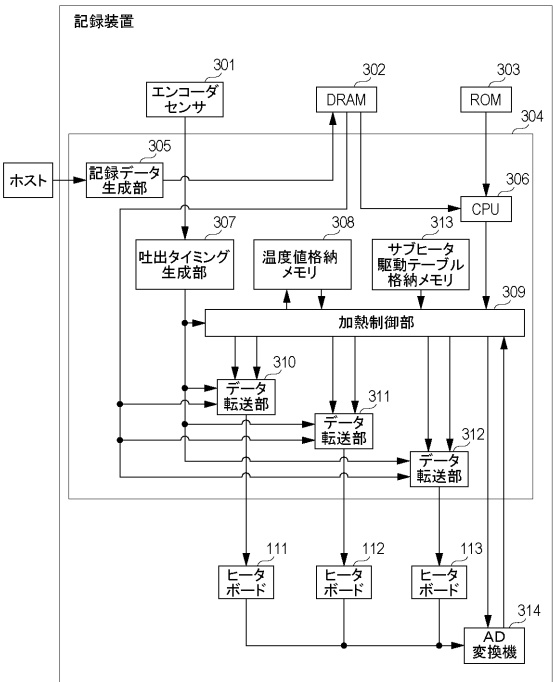 記録装置
301
エンコーダ
センサ
302
DRAM
303
ROM
304
ホスト
305
記録データ
生成部
306
CPU
307
吐出タイミング
生成部
308
温度値格納
メモリ
313
サブヒータ
駆動テーブル
格納メモリ
309
加熱制御部
310
データ
転送部
311
データ
転送部
312
データ
転送部
111
ヒータ
ボード
112
ヒータ
ボード
113
ヒータ
ボード
314
AD
変換機